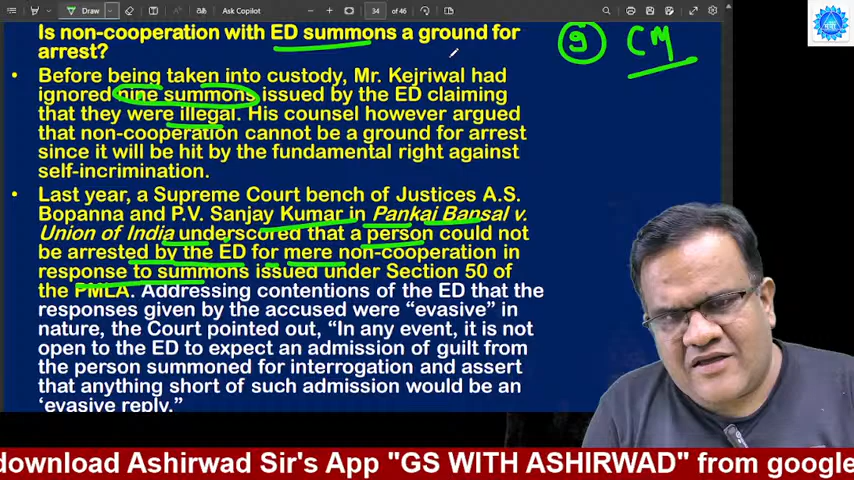 Draw
Ask Copilot
34 of 46
Is non-cooperation with ED summons a ground for
arrest?
9 CM
• Before being taken into custody, Mr. Kejriwal had
ignored nine summons issued by the ED claiming
that they were illegal. His counsel however argued
that non-cooperation cannot be a ground for arrest
since it will be hit by the fundamental right against
self-incrimination.
• Last year, a Supreme Court bench of Justices A.S.
Bopanna and P.V. Sanjay Kumar in Pankaj Bansal v.
Union of India underscored that a person could not
be arrested by the ED for mere non-cooperation in
response to summons issued under Section 50 of
the PMLA. Addressing contentions of the ED that the
responses given by the accused were “evasive” in
nature, the Court pointed out, “In any event, it is not
open to the ED to expect an admission of guilt from
the person summoned for interrogation and assert
that anything short of such admission would be an
‘evasive reply.”
download Ashirwad Sir's App "GS WITH ASHIRWAD" from google